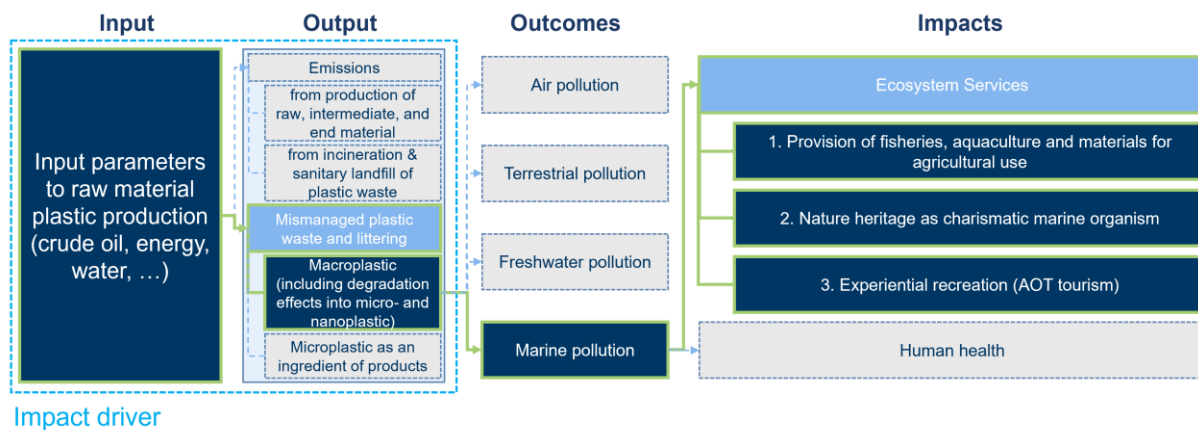 Input
Output
Outcomes
Impacts
Input parameters
to raw material
plastic production
(crude oil, energy,
water, …)
Emissions
from production of
raw, intermediate, and
end material
from incineration &
sanitary landfill of
plastic waste
Mismanaged plastic
waste and littering
Macroplastic
(including degradation
effects into micro- and
nanoplastic)
Microplastic as an
ingredient of products
Air pollution
Terrestrial pollution
Freshwater pollution
Marine pollution
Ecosystem Services
1. Provision of fisheries, aquaculture and materials for
agricultural use
2. Nature heritage as charismatic marine organism
3. Experiential recreation (AOT tourism)
Human health
Impact driver